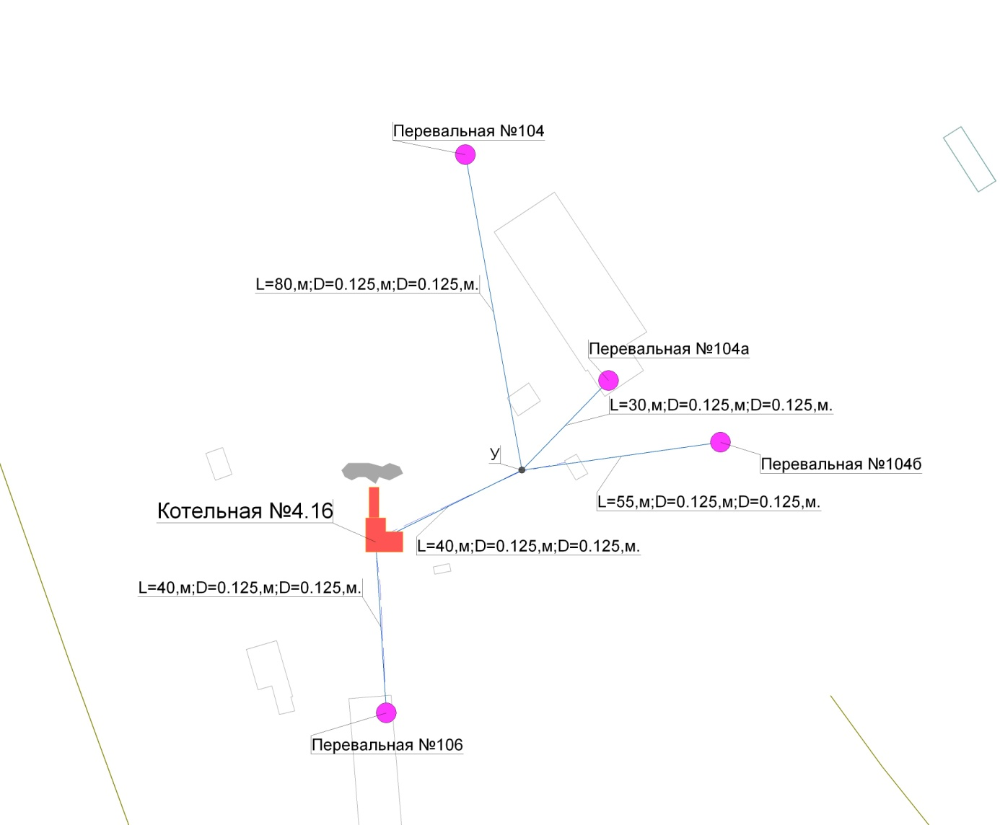 Перевальная №104
L=80,м;D=0.125,м;D=0.125,м.
Перевальная №104а
L=30,м;D=0.125,м;D=0.125,м.
У
Перевальная №104б
L=55,м;D=0.125,м;D=0.125,м.
Котельная №4.16
L=40,м;D=0.125,м;D=0.125,м.
L=40,м;D=0.125,м;D=0.125,м.
Перевальная №106